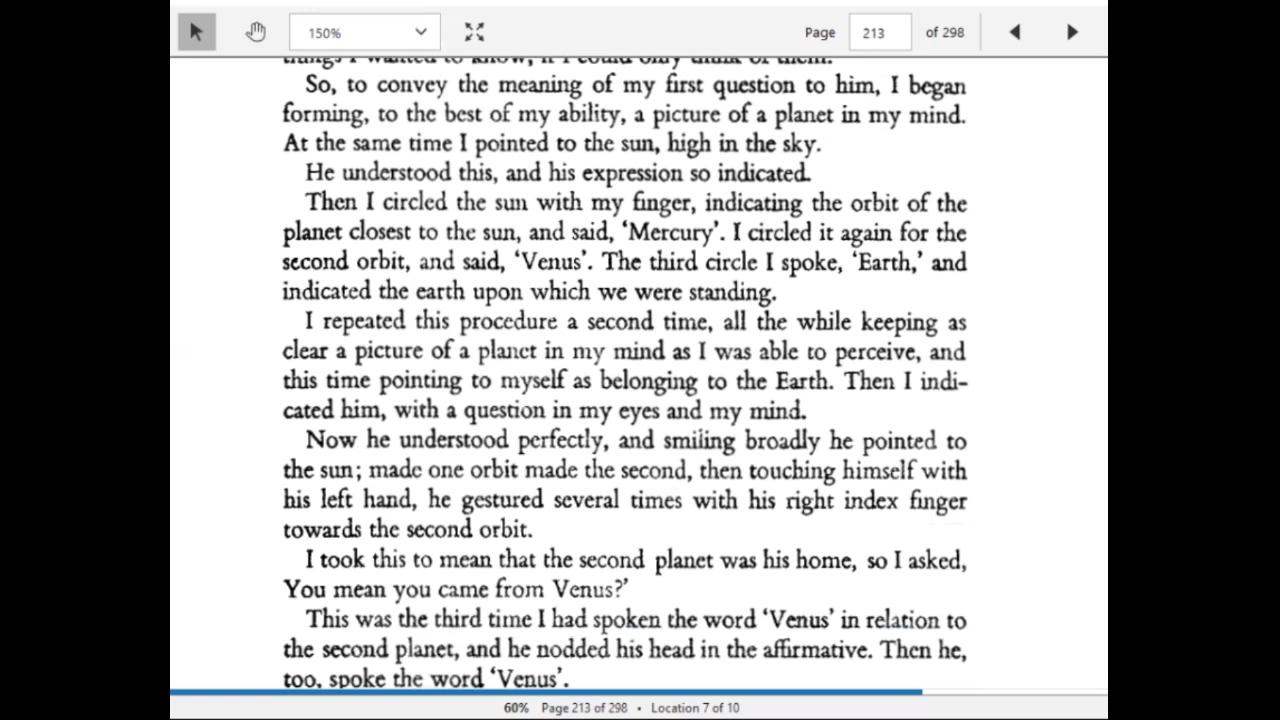 150%
Page 213 of 298
things I wanted to know, if I could only think of them.
So, to convey the meaning of my first question to him, I began
forming, to the best of my ability, a picture of a planet in my mind.
At the same time I pointed to the sun, high in the sky.
He understood this, and his expression so indicated.
Then I circled the sun with my finger, indicating the orbit of the
planet closest to the sun, and said, ‘Mercury’. I circled it again for the
second orbit, and said, ‘Venus’. The third circle I spoke, ‘Earth,’ and
indicated the earth upon which we were standing.
I repeated this procedure a second time, all the while keeping as
clear a picture of a planet in my mind as I was able to perceive, and
this time pointing to myself as belonging to the Earth. Then I indi-
cated him, with a question in my eyes and my mind.
Now he understood perfectly, and smiling broadly he pointed to
the sun; made one orbit made the second, then touching himself with
his left hand, he gestured several times with his right index finger
towards the second orbit.
I took this to mean that the second planet was his home, so I asked,
You mean you came from Venus?’
This was the third time I had spoken the word ‘Venus’ in relation to
the second planet, and he nodded his head in the affirmative. Then he,
too, spoke the word ‘Venus’.
60% Page 213 of 298 • Location 7 of 10